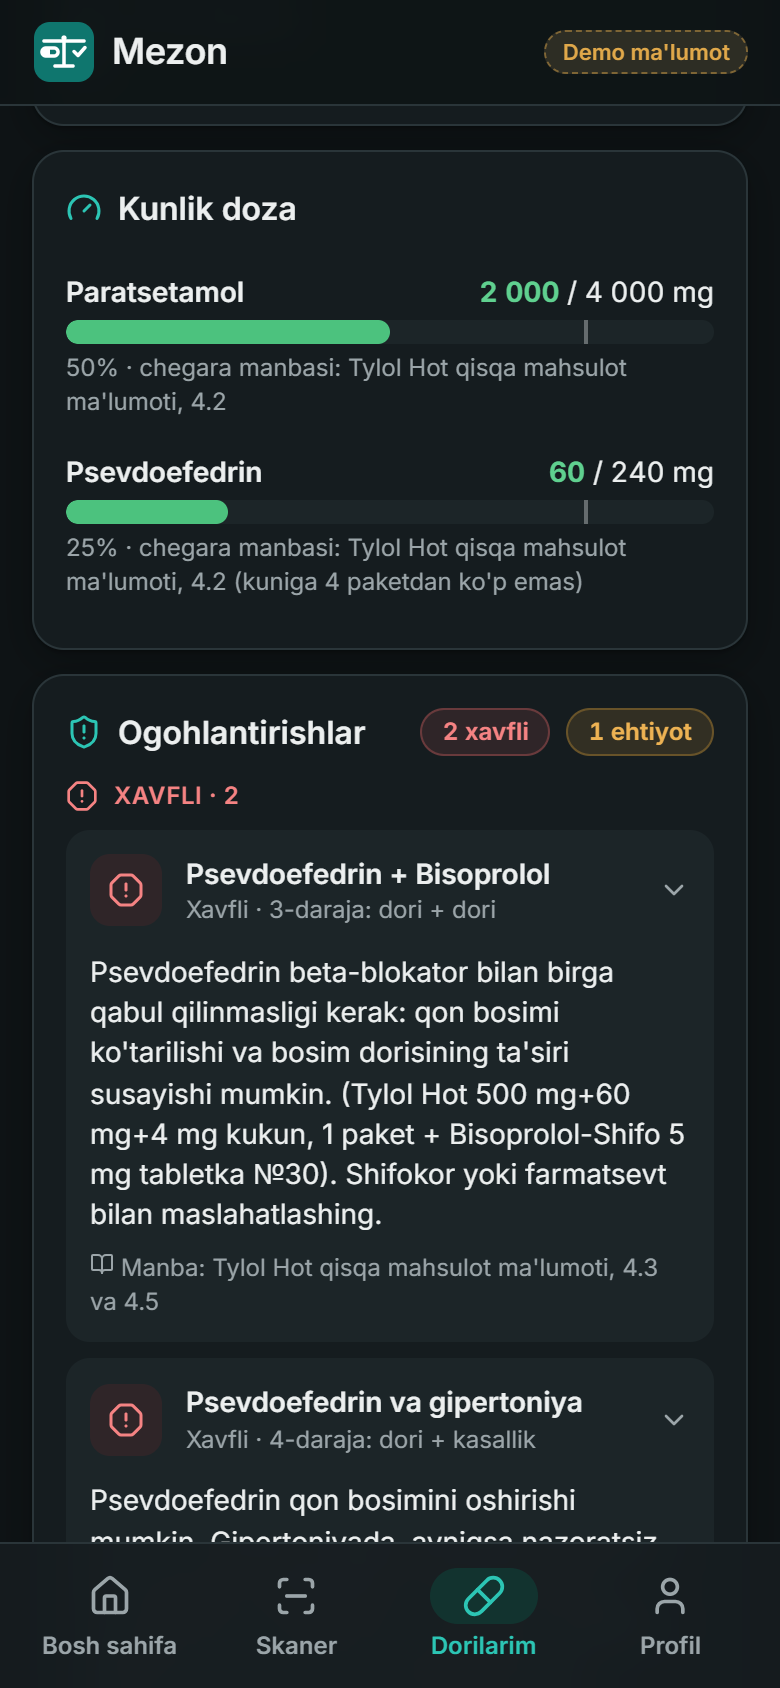 Mezon
Demo ma'lumot
Kunlik doza
Paratsetamol
2 000 / 4 000 mg
50% · chegara manbasi: Tylol Hot qisqa mahsulot
ma'lumoti, 4.2
Psevdoefedrin
60 / 240 mg
25% · chegara manbasi: Tylol Hot qisqa mahsulot
ma'lumoti, 4.2 (kuniga 4 paketdan ko'p emas)
Ogohlantirishlar
2 xavfli
1 ehtiyot
XAVFLI · 2
Psevdoefedrin + Bisoprolol
Xavfli · 3-daraja: dori + dori
Psevdoefedrin beta-blokator bilan birga
qabul qilinmasligi kerak: qon bosimi
ko'tarilishi va bosim dorisining ta'siri
susayishi mumkin. (Tylol Hot 500 mg+60
mg+4 mg kukun, 1 paket + Bisoprolol-Shifo 5
mg tabletka №30). Shifokor yoki farmatsevt
bilan maslahatlashing.
Manba: Tylol Hot qisqa mahsulot ma'lumoti, 4.3
va 4.5
Psevdoefedrin va gipertoniya
Xavfli · 4-daraja: dori + kasallik
Psevdoefedrin qon bosimini oshirishi
mumkin. Gipertoniyada, ayniqsa nazoratsiz
Bosh sahifa
Skaner
Dorilarim
Profil